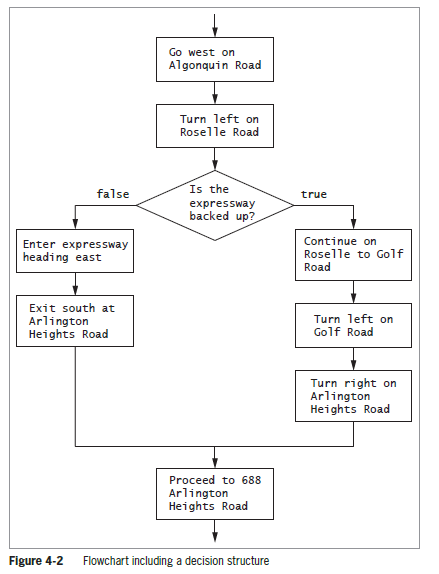 Go west on
Algonquin Road
Turn left on
Roselle Road
Is the
expressway
backed up?
false
true
Enter expressway
heading east
Exit south at
Arlington
Heights Road
Continue on
Roselle to Golf
Road
Turn left on
Golf Road
Turn right on
Arlington
Heights Road
Proceed to 688
Arlington
Heights Road
Figure 4-2 Flowchart including a decision structure